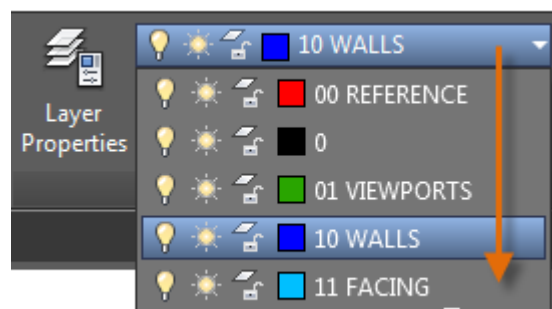 10 WALLS
Layer
Properties
00 REFERENCE
0
01 VIEWPORTS
10 WALLS
11 FACING